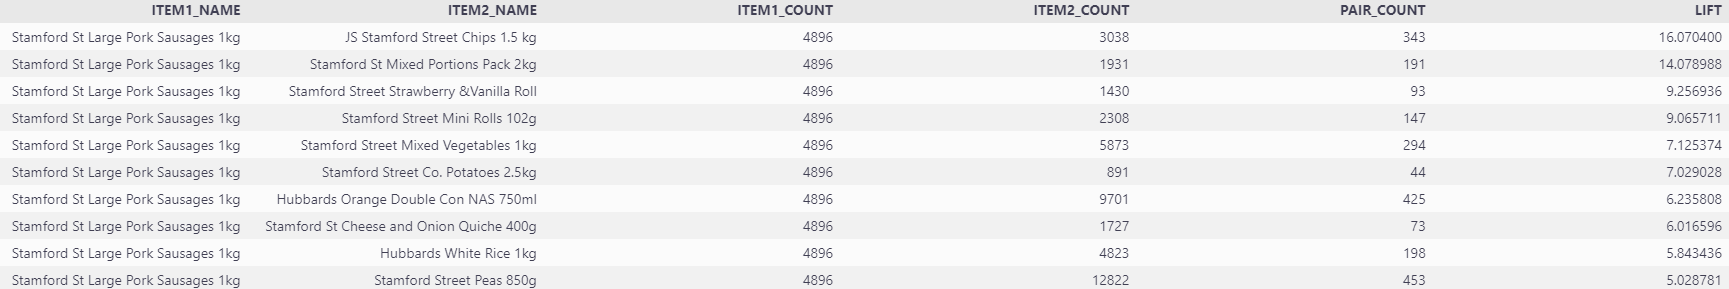 ITEM1_NAME ITEM2_NAME ITEM1_COUNT ITEM2_COUNT PAIR_COUNT LIFT
Stamford St Large Pork Sausages 1kg JS Stamford Street Chips 1.5 kg 4896 3038 343 16.070400
Stamford St Large Pork Sausages 1kg Stamford St Mixed Portions Pack 2kg 4896 1931 191 14.078988
Stamford St Large Pork Sausages 1kg Stamford Street Strawberry &Vanilla Roll 4896 1430 93 9.256936
Stamford St Large Pork Sausages 1kg Stamford Street Mini Rolls 102g 4896 2308 147 9.065711
Stamford St Large Pork Sausages 1kg Stamford Street Mixed Vegetables 1kg 4896 5873 294 7.125374
Stamford St Large Pork Sausages 1kg Stamford Street Co. Potatoes 2.5kg 4896 891 44 7.029028
Stamford St Large Pork Sausages 1kg Hubbards Orange Double Con NAS 750ml 4896 9701 425 6.235808
Stamford St Large Pork Sausages 1kg Stamford St Cheese and Onion Quiche 400g 4896 1727 73 6.016596
Stamford St Large Pork Sausages 1kg Hubbards White Rice 1kg 4896 4823 198 5.843436
Stamford St Large Pork Sausages 1kg Stamford Street Peas 850g 4896 12822 453 5.028781